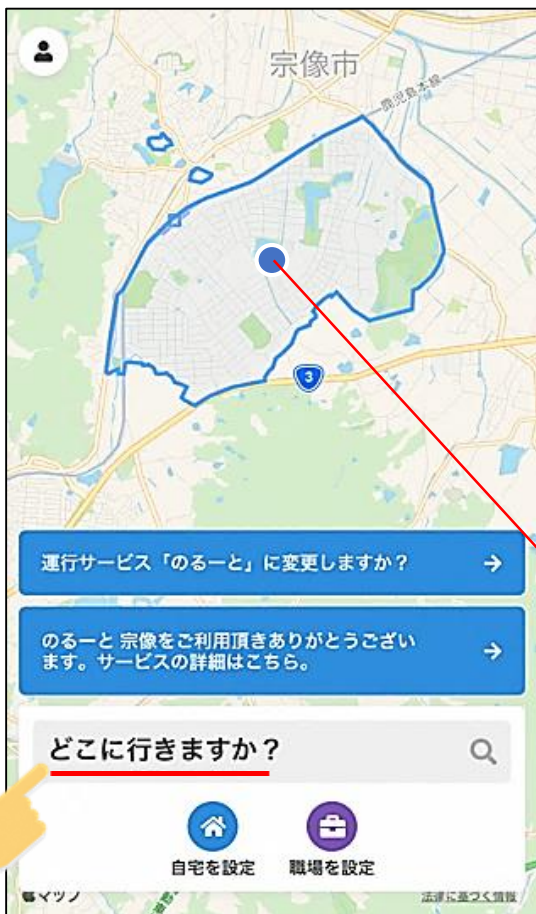 宗像市
鹿児島本線
3
運行サービス「のるーと」に変更しますか？
のるーと 宗像をご利用頂きありがとうござい
ます。サービスの詳細はこちら。
どこに行きますか？
自宅を設定
職場を設定
マップ
法律に基づく情報